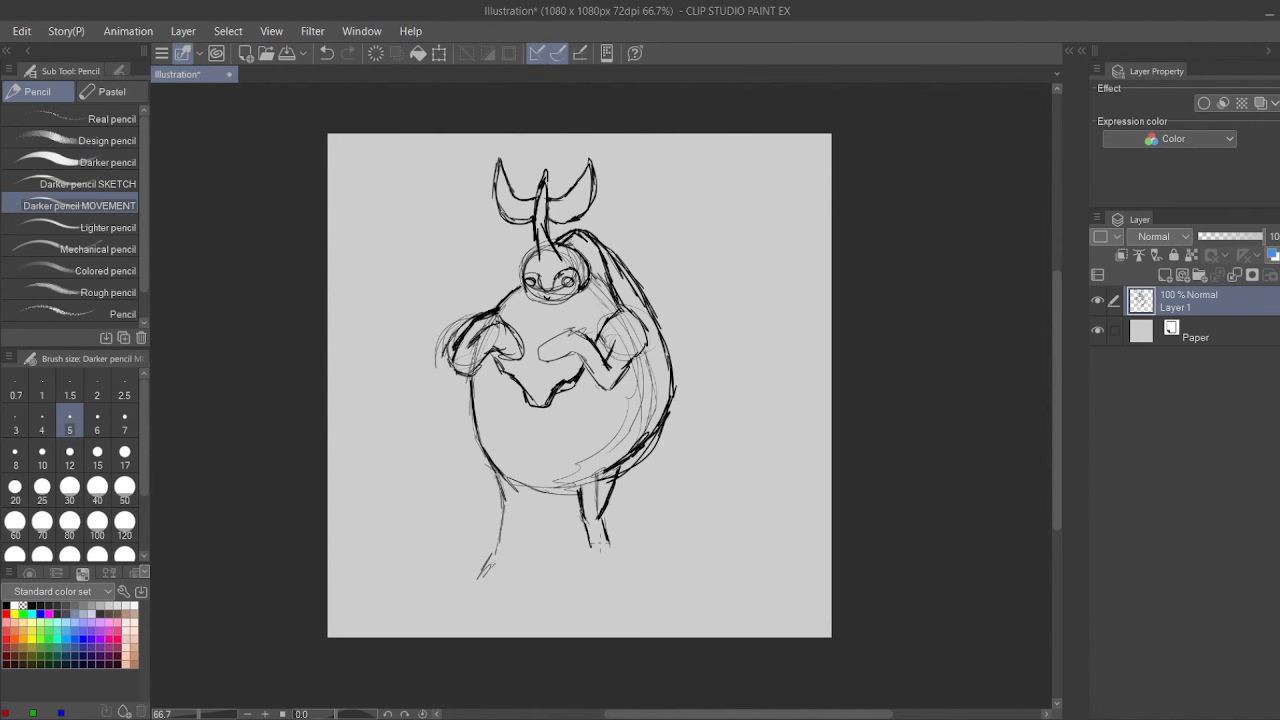 Illustration* (1080 x 1080px 72dpi 66.7%) - CLIP STUDIO PAINT EX
Edit Story(P) Animation Layer Select View Filter Window Help
Sub Tool: Pencil
Illustration*
Pencil Pastel
Real pencil
Design pencil
Darker pencil
Darker pencil SKETCH
Darker pencil MOVEMENT
Lighter pencil
Mechanical pencil
Colored pencil
Rough pencil
Pencil
Brush size: Darker pencil MO
0.7 1 1.5 2 2.5
3 4 5 6 7
8 10 12 15 17
20 25 30 40 50
60 70 80 100 120
Standard color set
66.7 0.0
Layer Property
Effect
Expression color
Color
Layer
Normal 10
100 % Normal
Layer 1
Paper